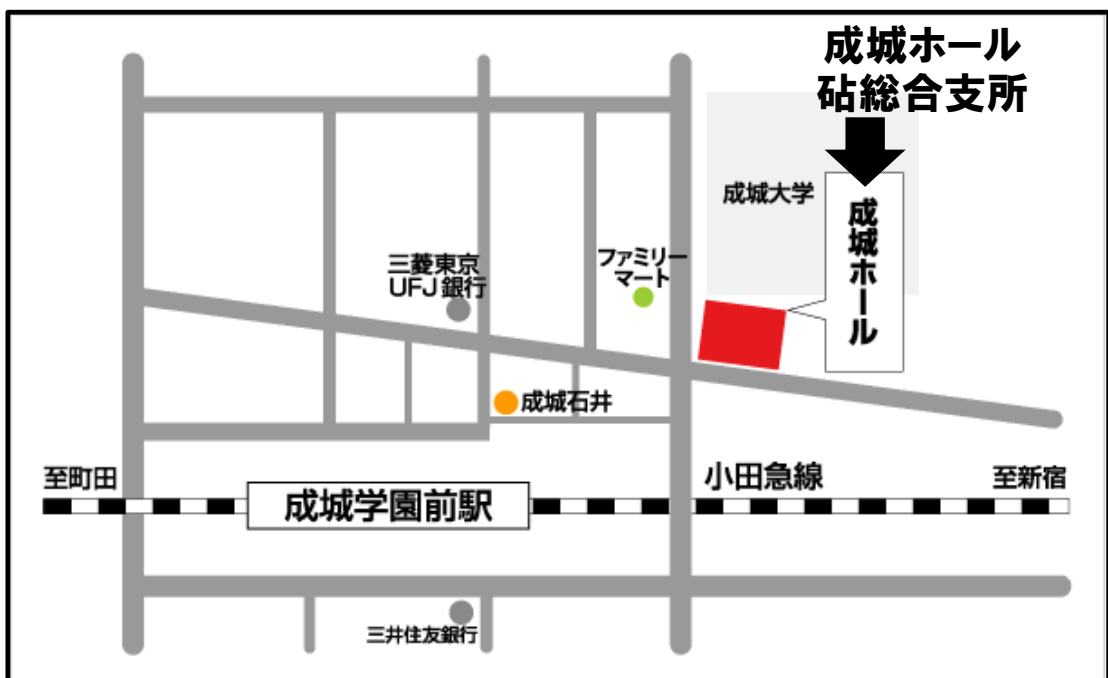 成城ホール
砧総合支所
成城大学
成城ホール
ファミリー
マート
三菱東京
UFJ銀行
成城石井
至町田
小田急線
至新宿
成城学園前駅
三井住友銀行